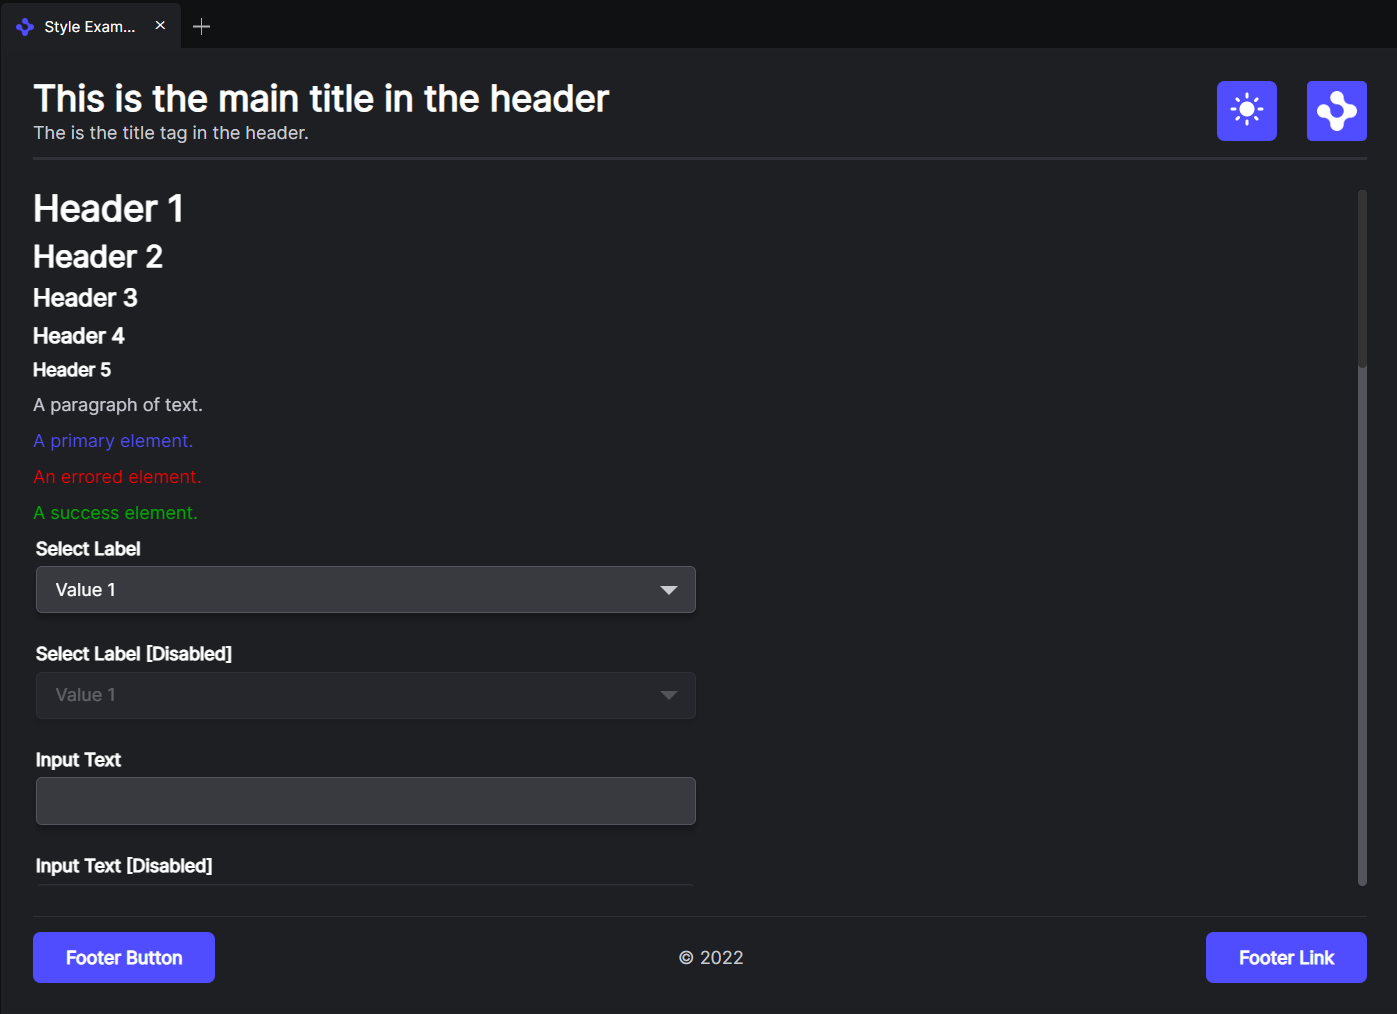 Style Exam...
This is the main title in the header
The is the title tag in the header.
Header 1
Header 2
Header 3
Header 4
Header 5
A paragraph of text.
A primary element.
An errored element.
A success element.
Select Label
Value 1
Select Label [Disabled]
Value 1
Input Text
Input Text [Disabled]
Footer Button
© 2022
Footer Link